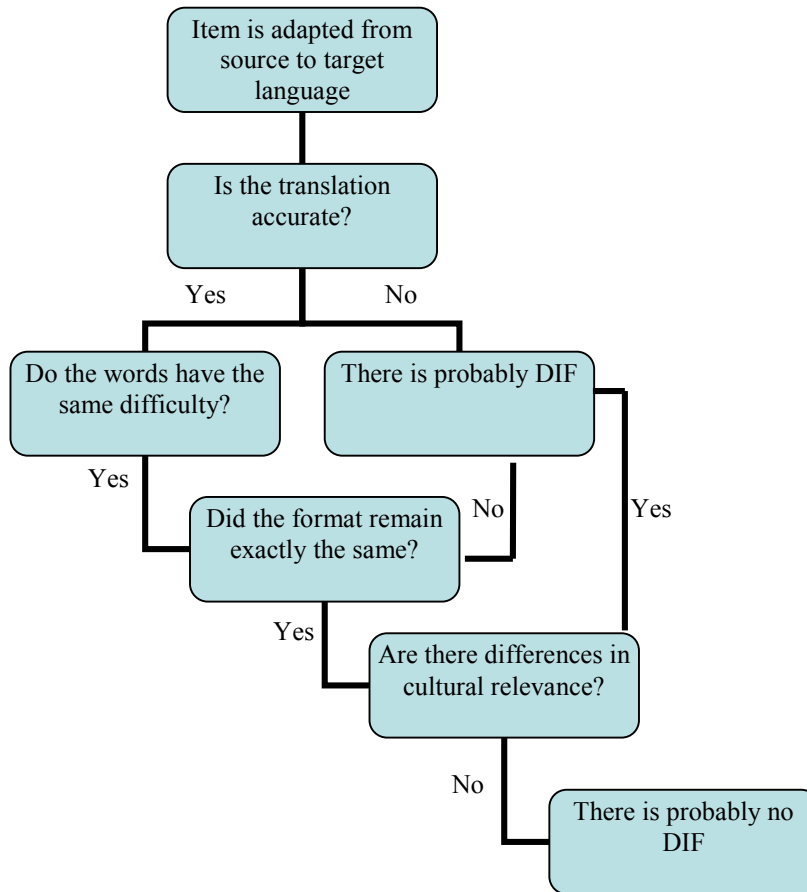 Item is adapted from
source to target
language
Is the translation
accurate?
Yes
No
Do the words have the
same difficulty?
There is probably DIF
Yes
Did the format remain
exactly the same?
No
Yes
Yes
Are there differences in
cultural relevance?
No
There is probably no
DIF